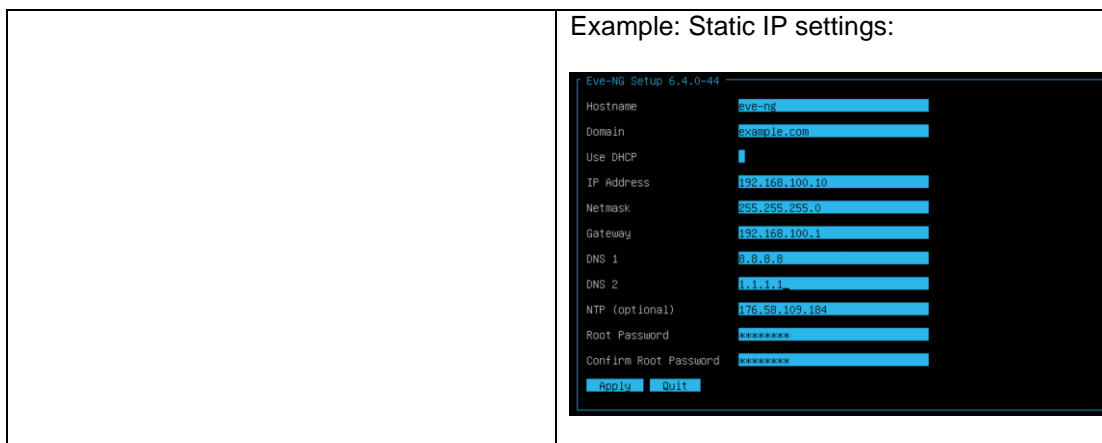 Example: Static IP settings:
Eve-NG Setup 6.4.0-44
Hostname eve-ng
Domain example.com
Use DHCP
IP Address 192.168.100.10
Netmask 255.255.255.0
Gateway 192.168.100.1
DNS 1 8.8.8.8
DNS 2 1.1.1.1_
NTP (optional) 176.58.109.184
Root Password ********
Confirm Root Password ********
Apply Quit